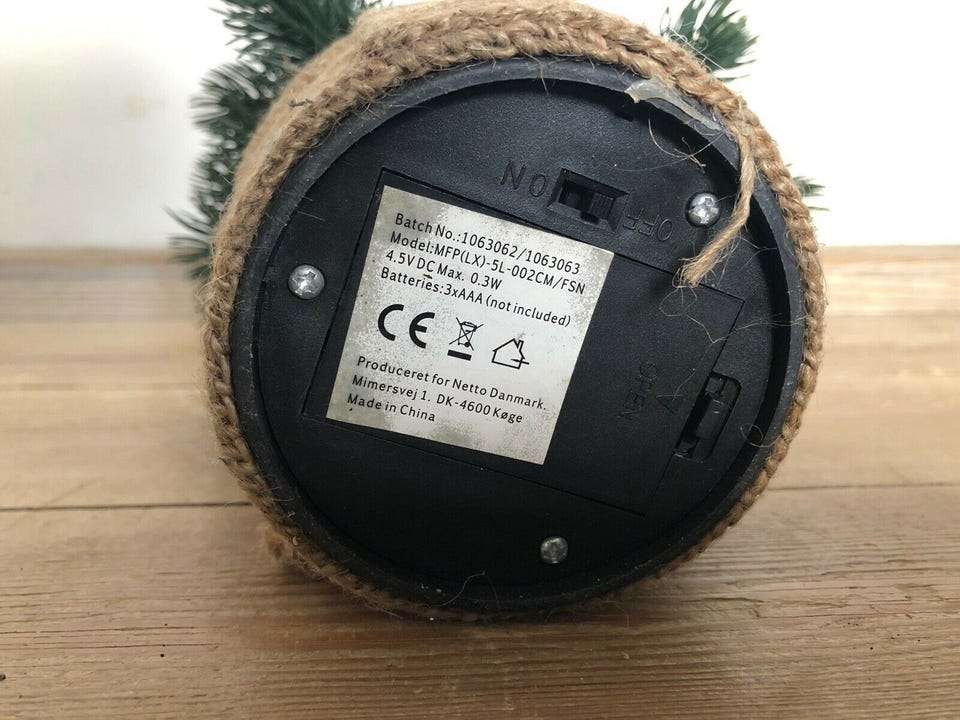 ON
OFF
Batch No.:1063062/1063063
Model:MFP(LX)-5L-002CM/FSN
4.5V DC Max. 0.3W
Batteries:3xAAA (not included)
CE
Produceret for Netto Danmark.
Mimersvej 1. DK-4600 Køge
Made in China
OPEN